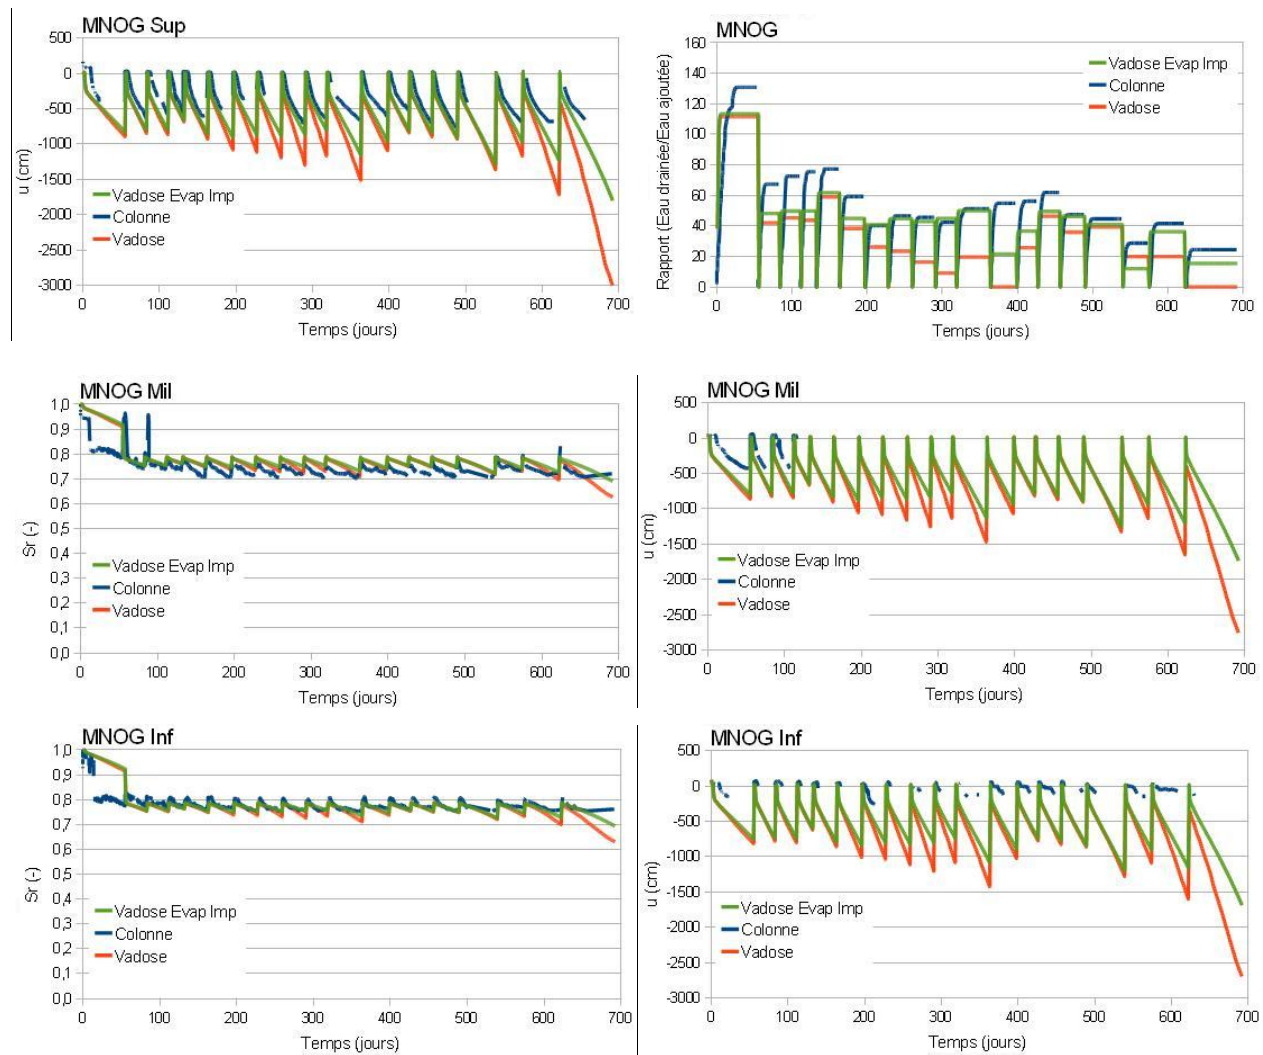 MNOG Sup
500
0
-500
-1000
-1500
-2000
-2500
-3000
u (cm)
Vadose Evap Imp
Colonne
Vadose
0 100 200 300 400 500 600 700
Temps (jours)
MNOG
160
140
120
100
80
60
40
20
0
Rapport (Eau drainée/Eau ajoutée)
Vadose Evap Imp
Colonne
Vadose
0 100 200 300 400 500 600 700
Temps (jours)
MNOG Mil
1,0
0,9
0,8
0,7
0,6
0,5
0,4
0,3
0,2
0,1
0,0
Sr (-)
Vadose Evap Imp
Colonne
Vadose
0 100 200 300 400 500 600 700
Temps (jours)
MNOG Mil
500
0
-500
-1000
-1500
-2000
-2500
-3000
u (cm)
Vadose Evap Imp
Colonne
Vadose
0 100 200 300 400 500 600 700
Temps (jours)
MNOG Inf
1,0
0,9
0,8
0,7
0,6
0,5
0,4
0,3
0,2
0,1
0,0
Sr (-)
Vadose Evap Imp
Colonne
Vadose
0 100 200 300 400 500 600 700
Temps (jours)
MNOG Inf
500
0
-500
-1000
-1500
-2000
-2500
-3000
u (cm)
Vadose Evap Imp
Colonne
Vadose
0 100 200 300 400 500 600 700
Temps (jours)